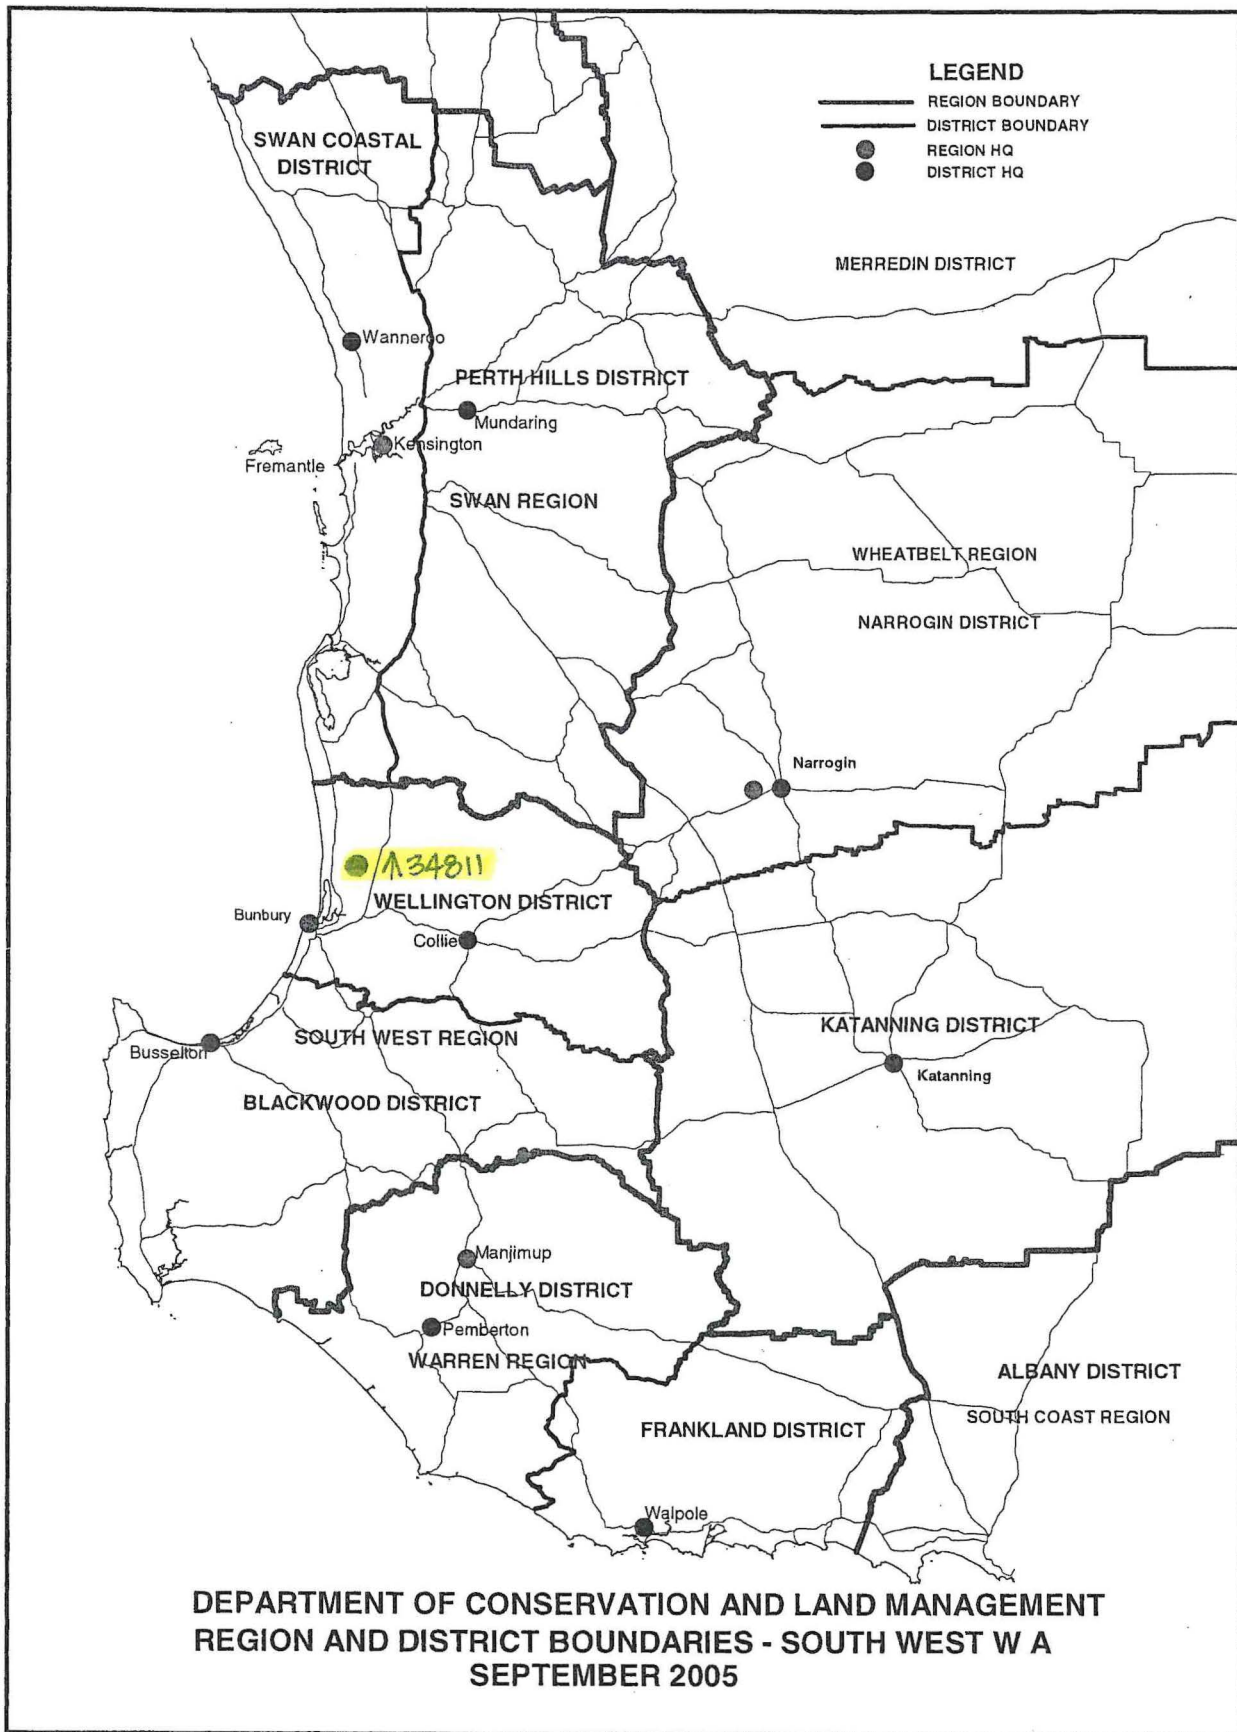 LEGEND
REGION BOUNDARY
DISTRICT BOUNDARY
REGION HQ
DISTRICT HQ
SWAN COASTAL
DISTRICT
MERREDIN DISTRICT
Wanneroo
PERTH HILLS DISTRICT
Mundaring
Kensington
Fremantle
SWAN REGION
WHEATBELT REGION
NARROGIN DISTRICT
Narrogin
34811
WELLINGTON DISTRICT
Bunbury
Collie
SOUTH WEST REGION
KATANNING DISTRICT
Busselton
Katanning
BLACKWOOD DISTRICT
Manjimup
DONNELLY DISTRICT
Pemberton
WARREN REGION
ALBANY DISTRICT
SOUTH COAST REGION
FRANKLAND DISTRICT
Walpole
DEPARTMENT OF CONSERVATION AND LAND MANAGEMENT
REGION AND DISTRICT BOUNDARIES - SOUTH WEST W A
SEPTEMBER 2005